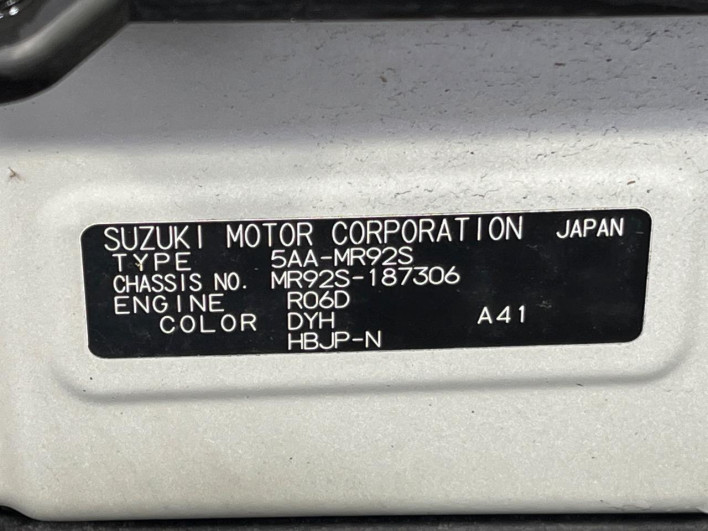 SUZUKI MOTOR CORPORATION JAPAN
TYPE 5AA-MR92S
CHASSIS NO. MR92S-187306
ENGINE R06D
COLOR DYH A41
HBJP-N